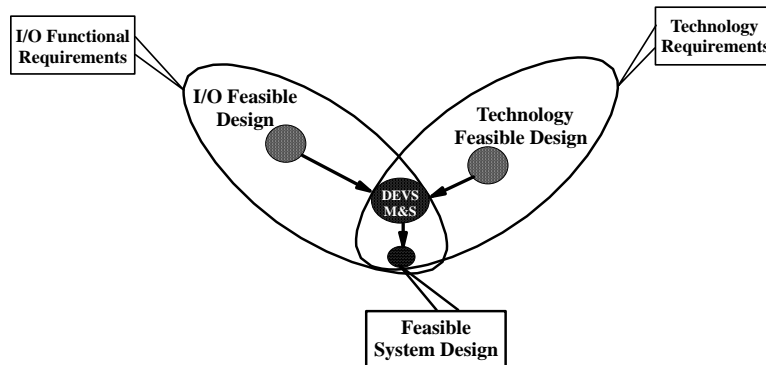 I/O Functional
Requirements
Technology
Requirements
I/O Feasible
Design
Technology
Feasible Design
DEVS
M&S
Feasible
System Design